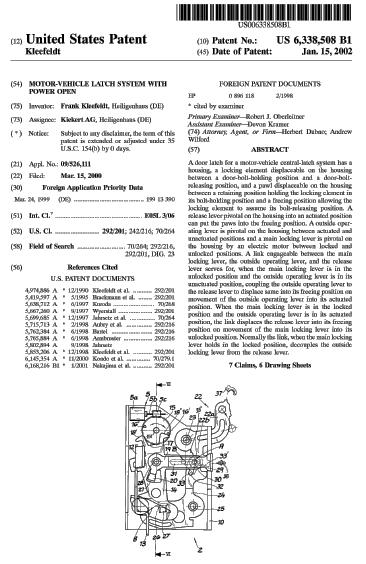 US006338508B1
(12) United States Patent
Kleefeldt
(10) Patent No.: US 6,338,508 B1
(45) Date of Patent: Jan. 15, 2002
(54) MOTOR-VEHICLE LATCH SYSTEM WITH
POWER OPEN
(75) Inventor: Frank Kleefeldt, Heiligenhaus (DE)
(73) Assignee: Kiekert AG, Heiligenhaus (DE)
( * ) Notice: Subject to any disclaimer, the term of this
patent is extended or adjusted under 35
U.S.C. 154(b) by 0 days.
(21) Appl. No.: 09/526,111
(22) Filed: Mar. 15, 2000
(30) Foreign Application Priority Data
Mar. 24, 1999 (DE) ........ 199 13 390
(51) Int. Cl.7 ........ E05L 3/06
(52) U.S. Cl. ........ 292/201; 242/216; 70/264
(58) Field of Search ........ 70/264; 292/216,
292/201, DIG. 23
(56) References Cited
U.S. PATENT DOCUMENTS
4,974,886 A * 12/1990 Kleefeldt et al. ........ 292/201
5,419,597 A * 5/1995 Brackmann et al. ........ 292/201
5,638,712 A * 6/1997 Kuroda ........ 70/268
5,667,260 A * 9/1997 Weyerstall ........ 292/201
5,699,685 A * 12/1997 Jahnetz et al. ........ 70/264
5,715,713 A * 2/1998 Aubry et al. ........ 292/216
5,762,384 A * 6/1998 Bartel ........ 292/216
5,765,884 A * 6/1998 Armbruster ........ 292/216
5,802,894 A 9/1998 Jahnetz
5,853,206 A * 12/1998 Kleefeldt et al. ........ 292/201
6,145,354 A * 11/2000 Kondo et al. ........ 70/279.1
6,168,216 B1 * 1/2001 Nakajima et al. ........ 292/201
FOREIGN PATENT DOCUMENTS
EP 0 896 118 2/1998
* cited by examiner
Primary Examiner—Robert J. Oberleitner
Assistant Examiner—Devon Kramer
(74) Attorney, Agent, or Firm—Herbert Dubno; Andrew
Wilford
(57) ABSTRACT
A door latch for a motor-vehicle central-latch system has a
housing, a locking element displaceable on the housing
between a door-bolt-holding position and a door-bolt-
releasing position, and a pawl displaceable on the housing
between a retaining position holding the locking element in
its bolt-holding position and a freeing position allowing the
locking element to assume its bolt-releasing position. A
release lever pivotal on the housing into an actuated position
can put the pawl into the freeing position. A outside oper-
ating lever is pivotal on the housing between actuated and
unactuated positions and a main locking lever is pivotal on
the housing by an electric motor between locked and
unlocked positions. A link engageable between the main
locking lever, the outside operating lever, and the release
lever serves for, when the main locking lever is in the
unlocked position and the outside operating lever is in its
unactuated position, coupling the outside operating lever to
the release lever to displace same into its freeing position on
movement of the outside operating lever into its actuated
position. When the main locking lever is in the locked
position and the outside operating lever is in its actuated
position, the link displaces the release lever into its freeing
position on movement of the main locking lever into its
unlocked position. Normally the link, when the main locking
lever holds in the locked position, decouples the outside
locking lever from the release lever.
7 Claims, 6 Drawing Sheets